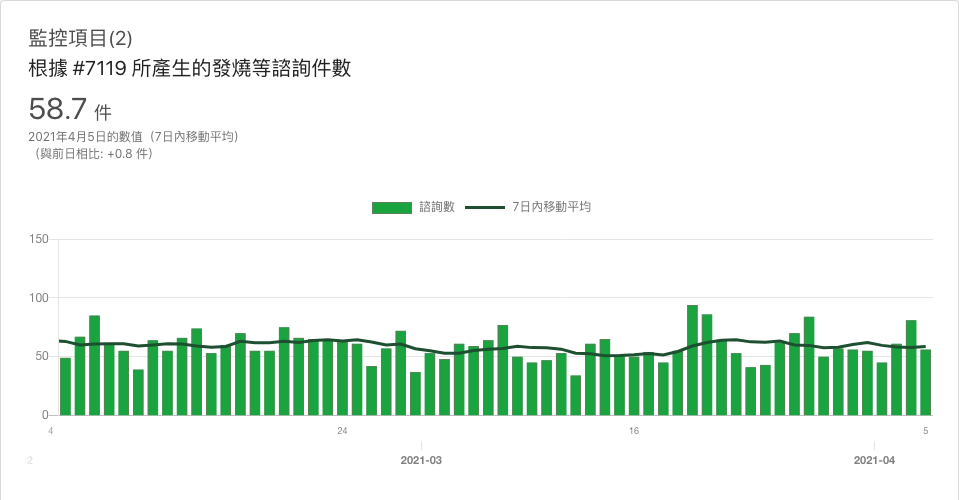 監控項目(2)
根據 #7119 所產生的發燒等諮詢件數
58.7 件
2021年4月5日的數值（7日內移動平均）
（與前日相比: +0.8 件）
諮詢數 7日內移動平均
150
100
50
0
4 24 16 5
2 2021-03 2021-04